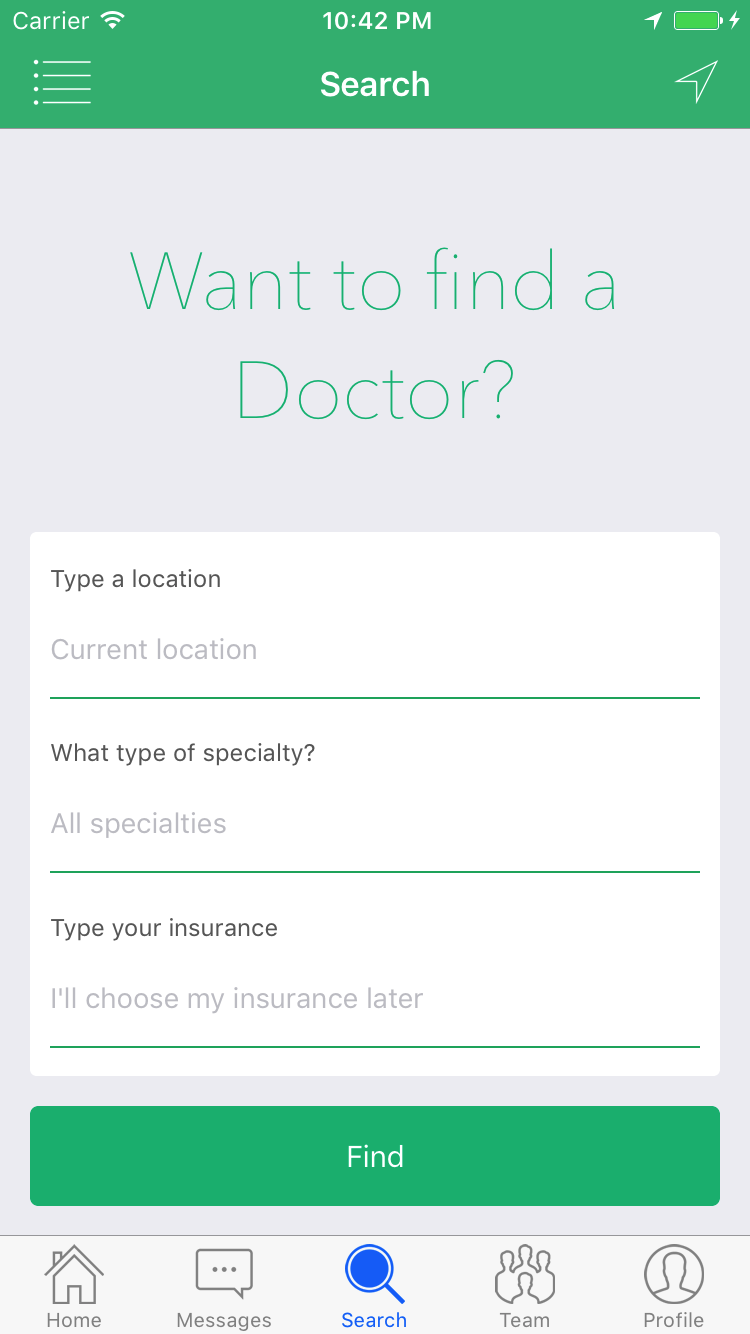 Carrier 10:42 PM
Search
Want to find a
Doctor?
Type a location
Current location
What type of specialty?
All specialties
Type your insurance
I'll choose my insurance later
Find
Home Messages Search Team Profile